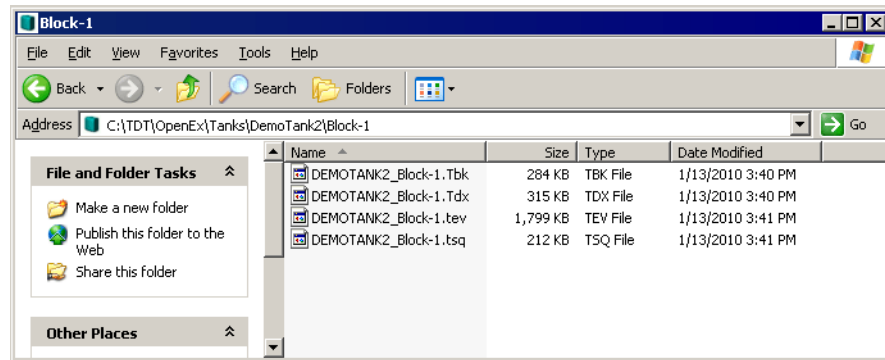 Block-1
File Edit View Favorites Tools Help
Back Search Folders
Address C:\TDT\OpenEx\Tanks\DemoTank2\Block-1 Go
File and Folder Tasks
Make a new folder
Publish this folder to the
Web
Share this folder
Other Places
Name Size Type Date Modified
DEMOTANK2_Block-1.Tbk 284 KB TBK File 1/13/2010 3:40 PM
DEMOTANK2_Block-1.Tdx 315 KB TDX File 1/13/2010 3:40 PM
DEMOTANK2_Block-1.tev 1,799 KB TEV File 1/13/2010 3:41 PM
DEMOTANK2_Block-1.tsq 212 KB TSQ File 1/13/2010 3:41 PM